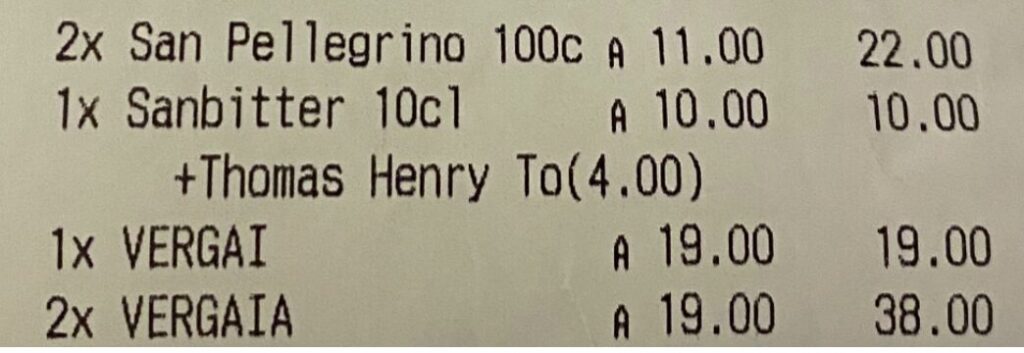 2x San Pellegrino 100c A 11.00 22.00
1x Sanbitter 10cl A 10.00 10.00
+Thomas Henry To(4.00)
1x VERGAI A 19.00 19.00
2x VERGAIA A 19.00 38.00